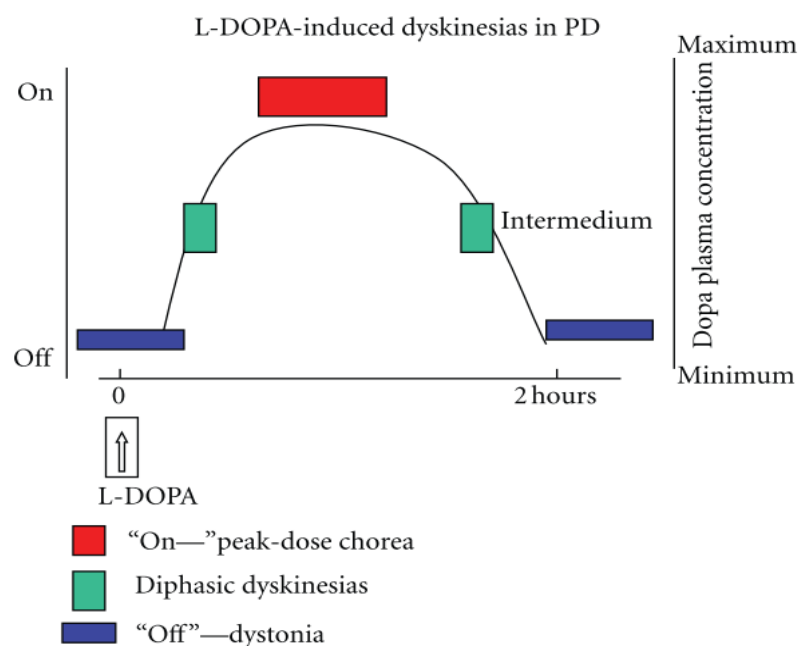 L-DOPA-induced dyskinesias in PD
Maximum
On
Dopa plasma concentration
Intermedium
Off
Minimum
0
2 hours
L-DOPA
“On—”peak-dose chorea
Diphasic dyskinesias
“Off”—dystonia